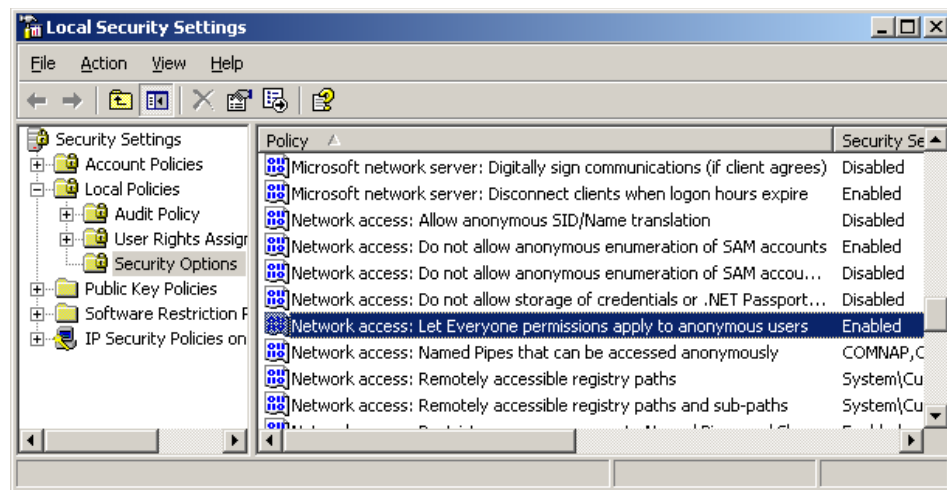 Local Security Settings
File Action View Help
Security Settings
Account Policies
Local Policies
Audit Policy
User Rights Assigr
Security Options
Public Key Policies
Software Restriction
IP Security Policies on
Policy Security Se
Microsoft network server: Digitally sign communications (if client agrees) Disabled
Microsoft network server: Disconnect clients when logon hours expire Enabled
Network access: Allow anonymous SID/Name translation Disabled
Network access: Do not allow anonymous enumeration of SAM accounts Enabled
Network access: Do not allow anonymous enumeration of SAM accou... Disabled
Network access: Do not allow storage of credentials or .NET Passport... Disabled
Network access: Let Everyone permissions apply to anonymous users Enabled
Network access: Named Pipes that can be accessed anonymously COMNAP,C
Network access: Remotely accessible registry paths System\Cu
Network access: Remotely accessible registry paths and sub-paths System\Cu